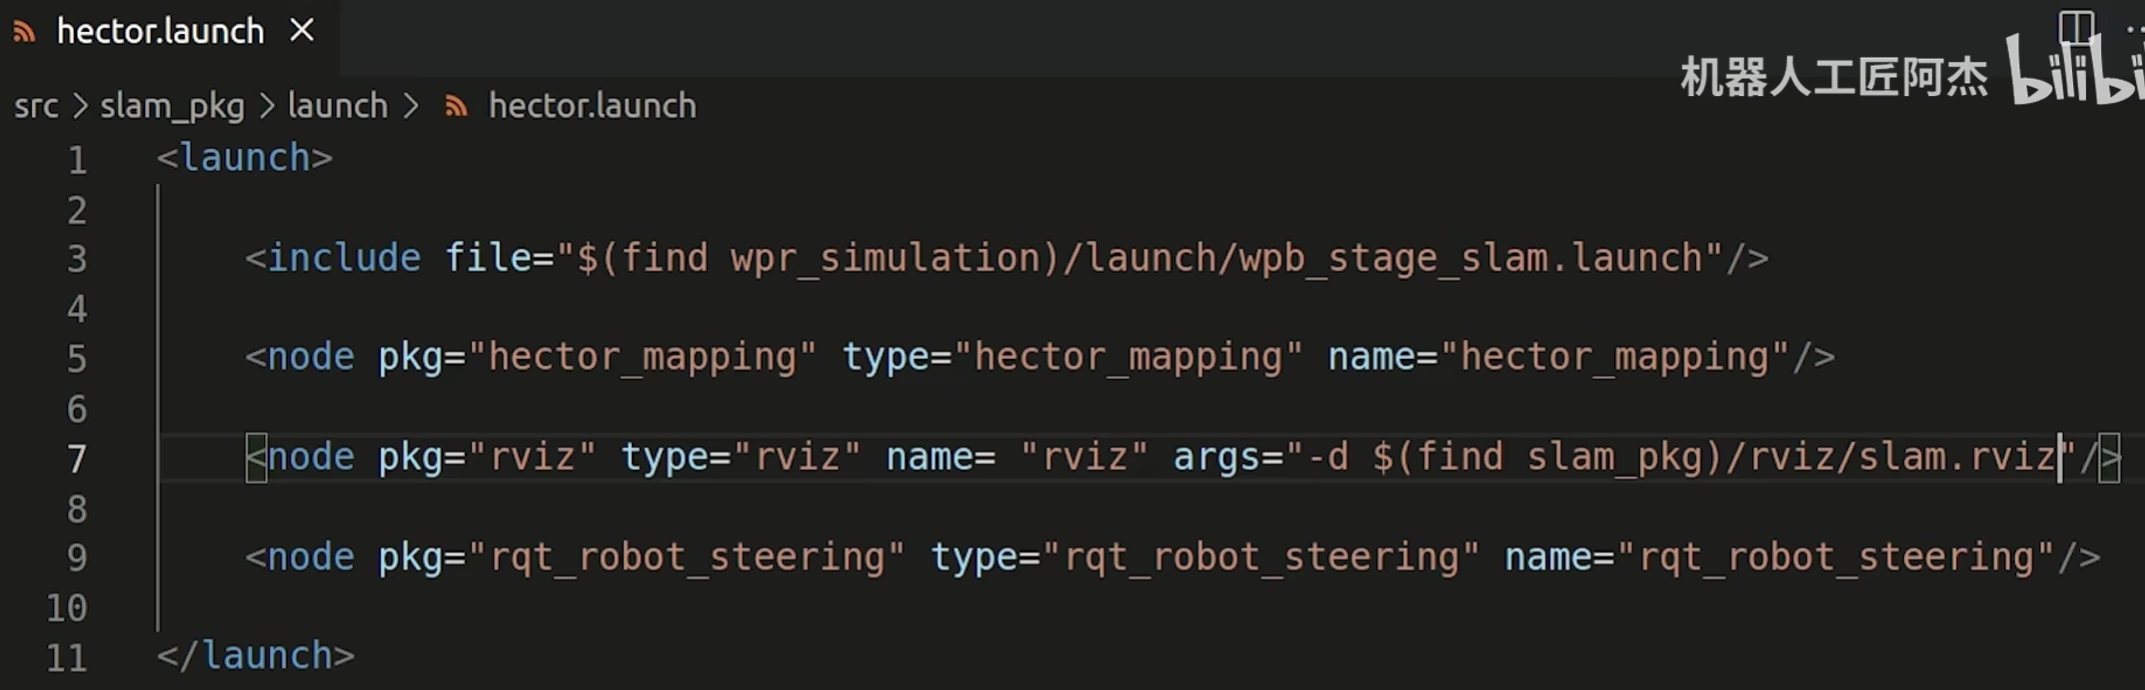 hector.launch ×
机器人工匠阿杰 bilibi
src > slam_pkg > launch > hector.launch
1 <launch>
2
3 <include file="$(find wpr_simulation)/launch/wpb_stage_slam.launch"/>
4
5 <node pkg="hector_mapping" type="hector_mapping" name="hector_mapping"/>
6
7 <node pkg="rviz" type="rviz" name= "rviz" args="-d $(find slam_pkg)/rviz/slam.rviz"/>
8
9 <node pkg="rqt_robot_steering" type="rqt_robot_steering" name="rqt_robot_steering"/>
10
11 </launch>